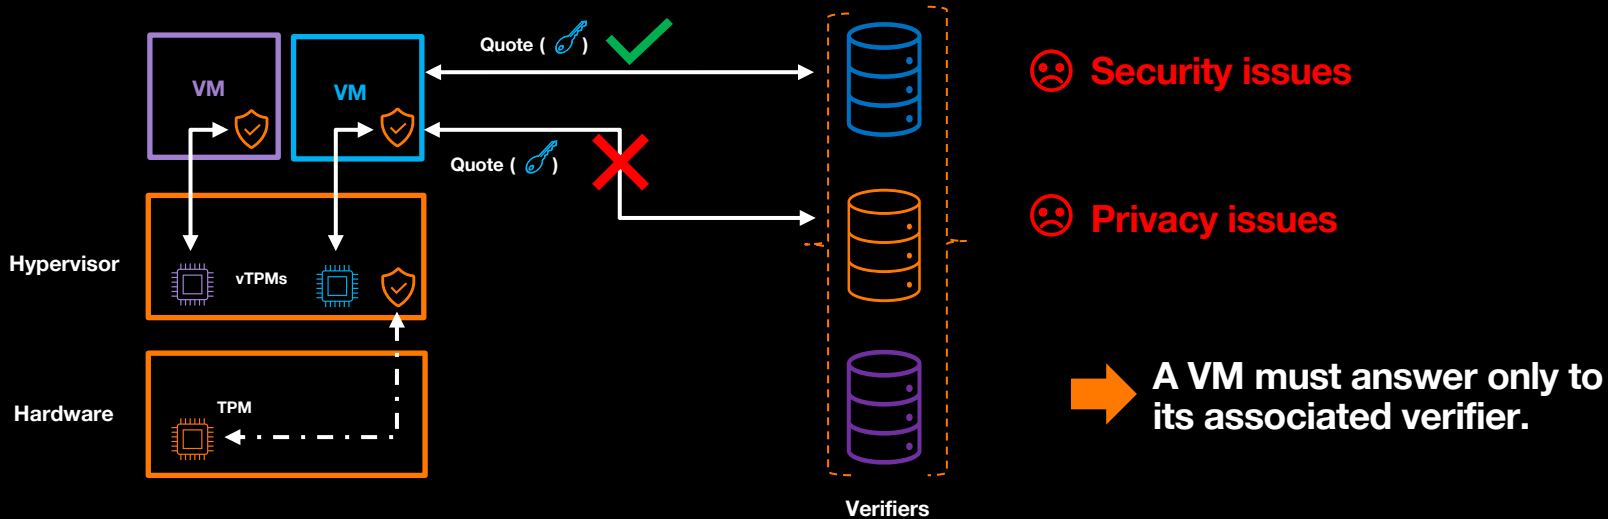 VM
VM
Quote ( )
Quote ( )
Security issues
Privacy issues
Hypervisor
vTPMs
Hardware
TPM
A VM must answer only to
its associated verifier.
Verifiers